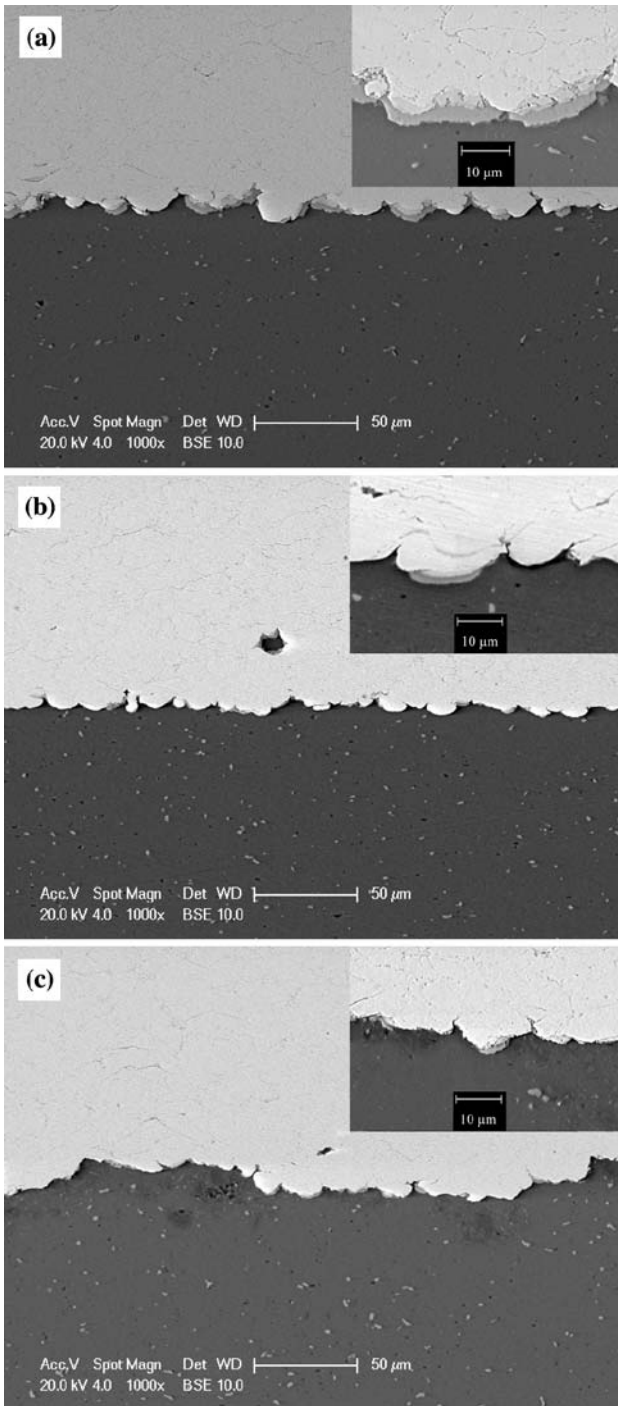 (a)
10 µm
Acc.V Spot Magn Det WD 50 µm
20.0 kV 4.0 1000x BSE 10.0
(b)
10 µm
Acc.V Spot Magn Det WD 50 µm
20.0 kV 4.0 1000x BSE 10.0
(c)
10 µm
Acc.V Spot Magn Det WD 50 µm
20.0 kV 4.0 1000x BSE 10.0